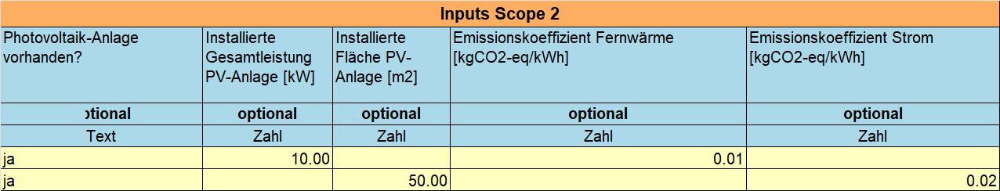 Inputs Scope 2
Photovoltaik-Anlage
vorhanden?
Installierte
Gesamtleistung
PV-Anlage [kW]
Installierte
Fläche PV-
Anlage [m2]
Emissionskoeffizient Fernwärme
[kgCO2-eq/kWh]
Emissionskoeffizient Strom
[kgCO2-eq/kWh]
optional optional optional optional optional
Text Zahl Zahl Zahl Zahl
ja 10.00 0.01
ja 50.00 0.02